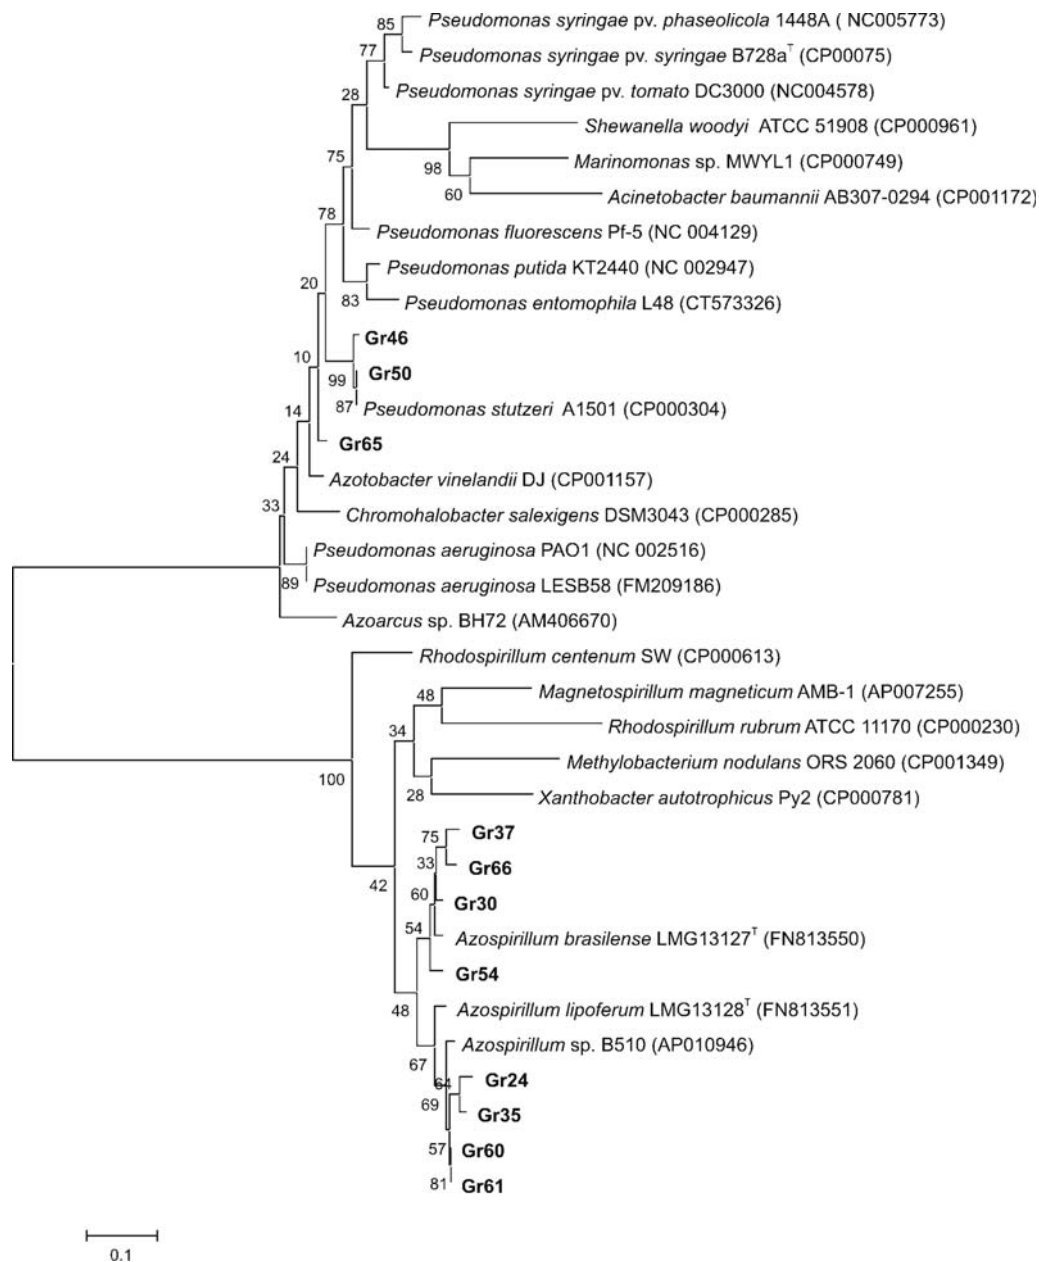 85
Pseudomonas syringae pv. phaseolicola 1448A ( NC005773)
77
Pseudomonas syringae pv. syringae B728aᵀ (CP00075)
28
Pseudomonas syringae pv. tomato DC3000 (NC004578)
Shewanella woodyi ATCC 51908 (CP000961)
75
98
Marinomonas sp. MWYL1 (CP000749)
60
Acinetobacter baumannii AB307-0294 (CP001172)
78
Pseudomonas fluorescens Pf-5 (NC 004129)
20
Pseudomonas putida KT2440 (NC 002947)
83
Pseudomonas entomophila L48 (CT573326)
Gr46
10
99
Gr50
14
87
Pseudomonas stutzeri A1501 (CP000304)
Gr65
24
Azotobacter vinelandii DJ (CP001157)
33
Chromohalobacter salexigens DSM3043 (CP000285)
Pseudomonas aeruginosa PAO1 (NC 002516)
89
Pseudomonas aeruginosa LESB58 (FM209186)
Azoarcus sp. BH72 (AM406670)
Rhodospirillum centenum SW (CP000613)
48
Magnetospirillum magneticum AMB-1 (AP007255)
34
Rhodospirillum rubrum ATCC 11170 (CP000230)
100
Methylobacterium nodulans ORS 2060 (CP001349)
28
Xanthobacter autotrophicus Py2 (CP000781)
75
Gr37
33
Gr66
42
60
Gr30
54
Azospirillum brasilense LMG13127ᵀ (FN813550)
Gr54
48
Azospirillum lipoferum LMG13128ᵀ (FN813551)
Azospirillum sp. B510 (AP010946)
67
64
Gr24
69
Gr35
57
Gr60
81
Gr61
0.1